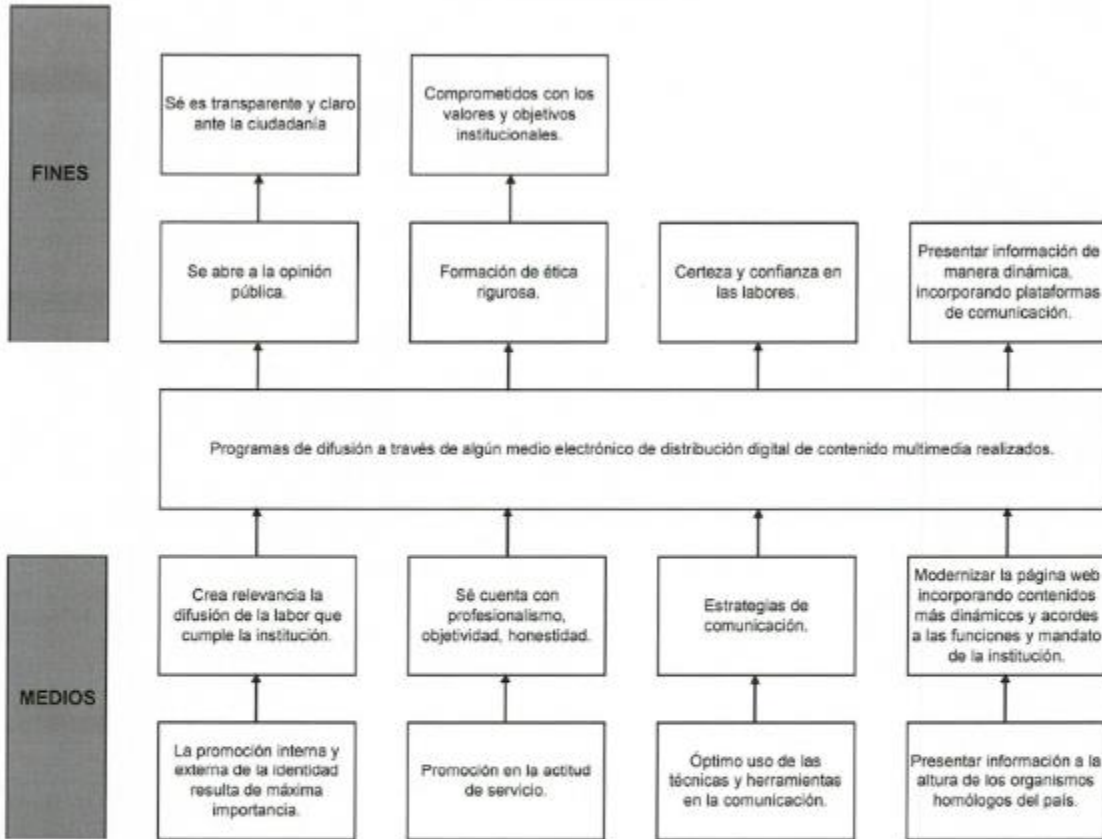 FINES
Sé es transparente y claro
ante la ciudadanía
Comprometidos con los
valores y objetivos
institucionales.
Se abre a la opinión
pública.
Formación de ética
rigurosa.
Certeza y confianza en
las labores.
Presentar información de
manera dinámica,
incorporando plataformas
de comunicación.
Programas de difusión a través de algún medio electrónico de distribución digital de contenido multimedia realizados.
MEDIOS
Crea relevancia la
difusión de la labor que
cumple la institución.
Sé cuenta con
profesionalismo,
objetividad, honestidad.
Estrategias de
comunicación.
Modernizar la página web
incorporando contenidos
más dinámicos y acordes
a las funciones y mandato
de la institución.
La promoción interna y
externa de la identidad
resulta de máxima
importancia.
Promoción en la actitud
de servicio.
Óptimo uso de las
técnicas y herramientas
en la comunicación.
Presentar información a la
altura de los organismos
homólogos del país.